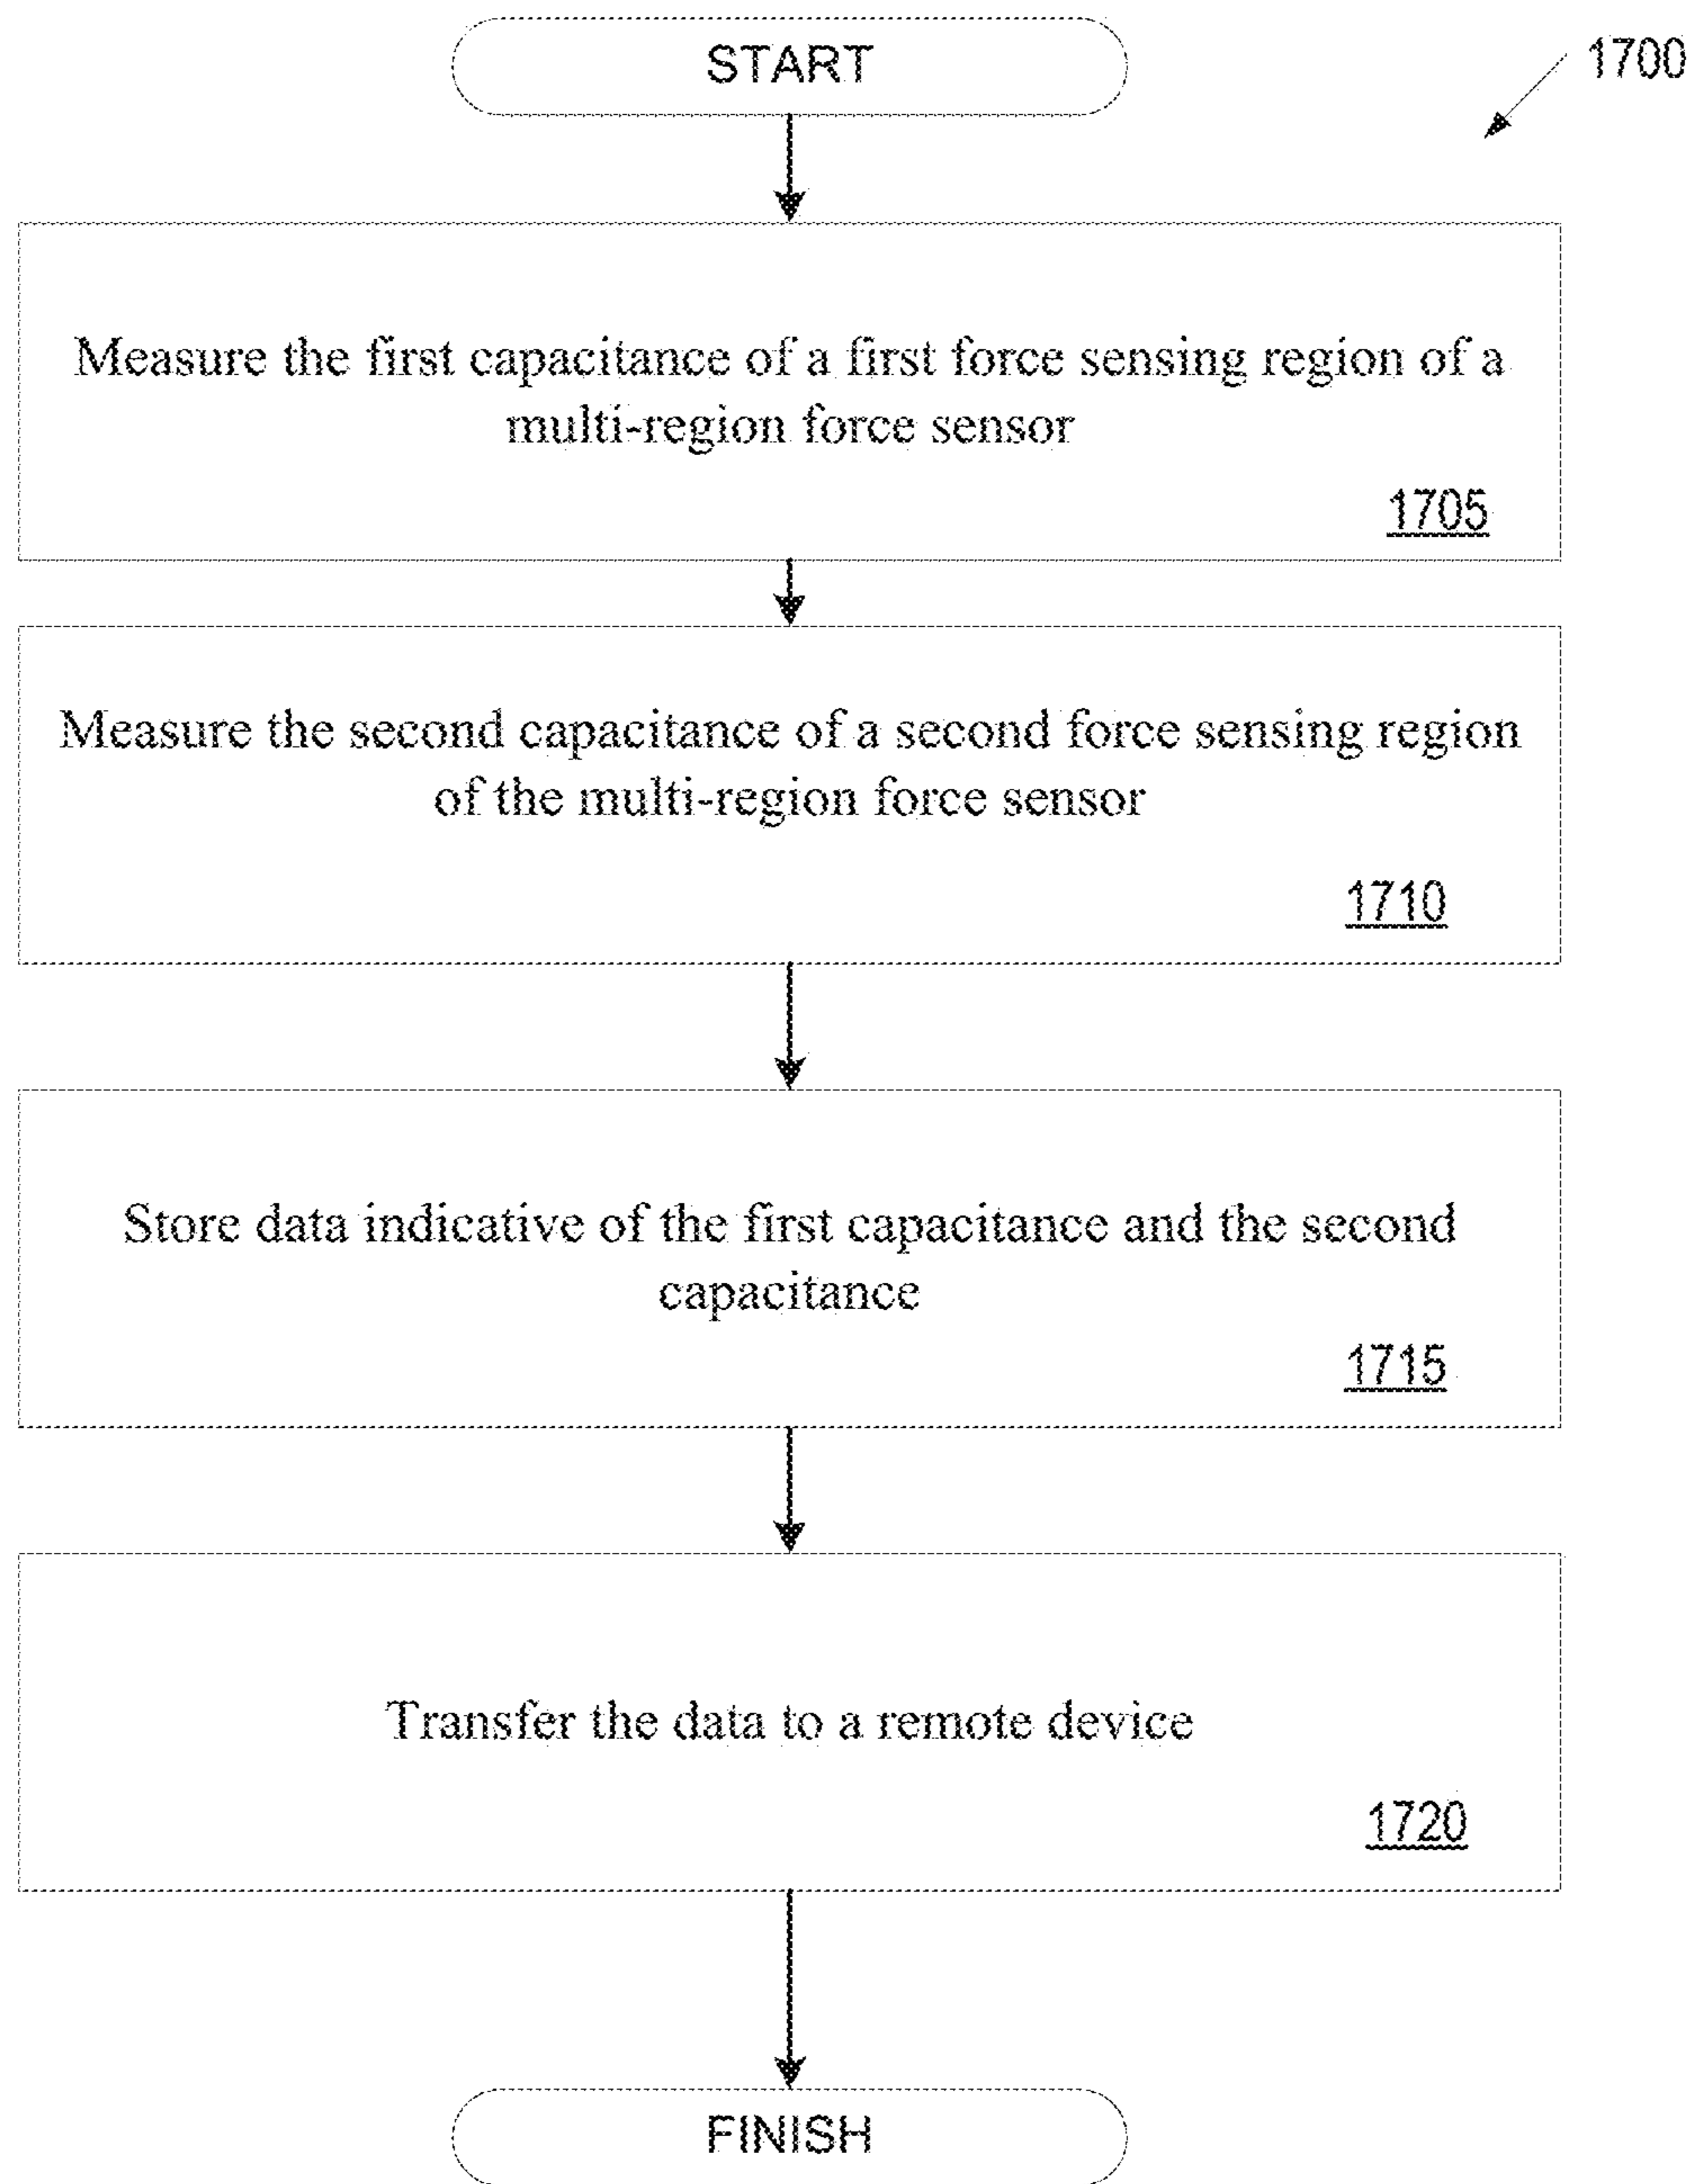 START
1700
Measure the first capacitance of a first force sensing region of a
multi-region force sensor
1705
Measure the second capacitance of a second force sensing region
of the multi-region force sensor
1710
Store data indicative of the first capacitance and the second
capacitance
1715
Transfer the data to a remote device
1720
FINISH